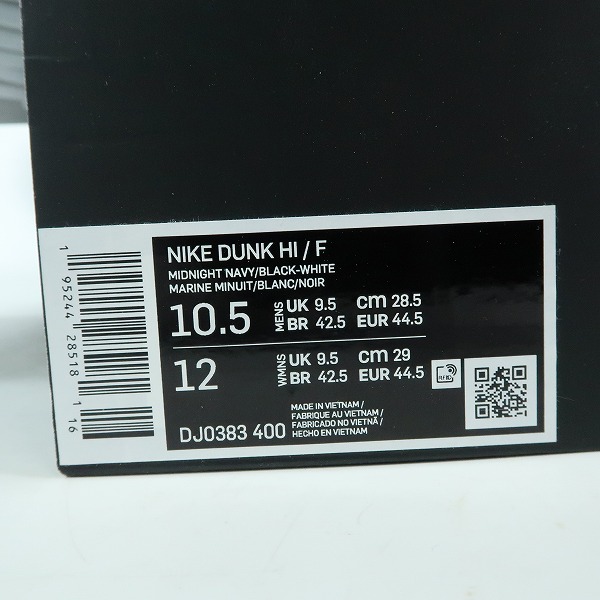 NIKE DUNK HI / F
MIDNIGHT NAVY/BLACK-WHITE
MARINE MINUIT/BLANC/NOIR
10.5 MENS UK 9.5 cm 28.5
BR 42.5 EUR 44.5
12 WMNS UK 9.5 cm 29
BR 42.5 EUR 44.5
RFID
DJ0383 400
MADE IN VIETNAM /
FABRIQUE AU VIETNAM /
FABRICADO NO VIETNÃ /
HECHO EN VIETNAM
1 95244 28518 116